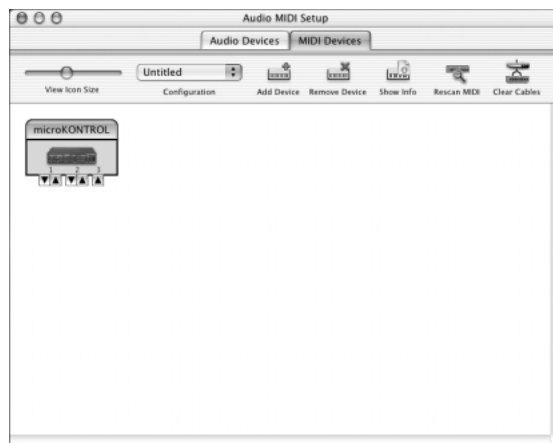 Audio MIDI Setup
Audio Devices MIDI Devices
Untitled
View Icon Size Configuration Add Device Remove Device Show Info Rescan MIDI Clear Cables
microKONTROL
1 2 3